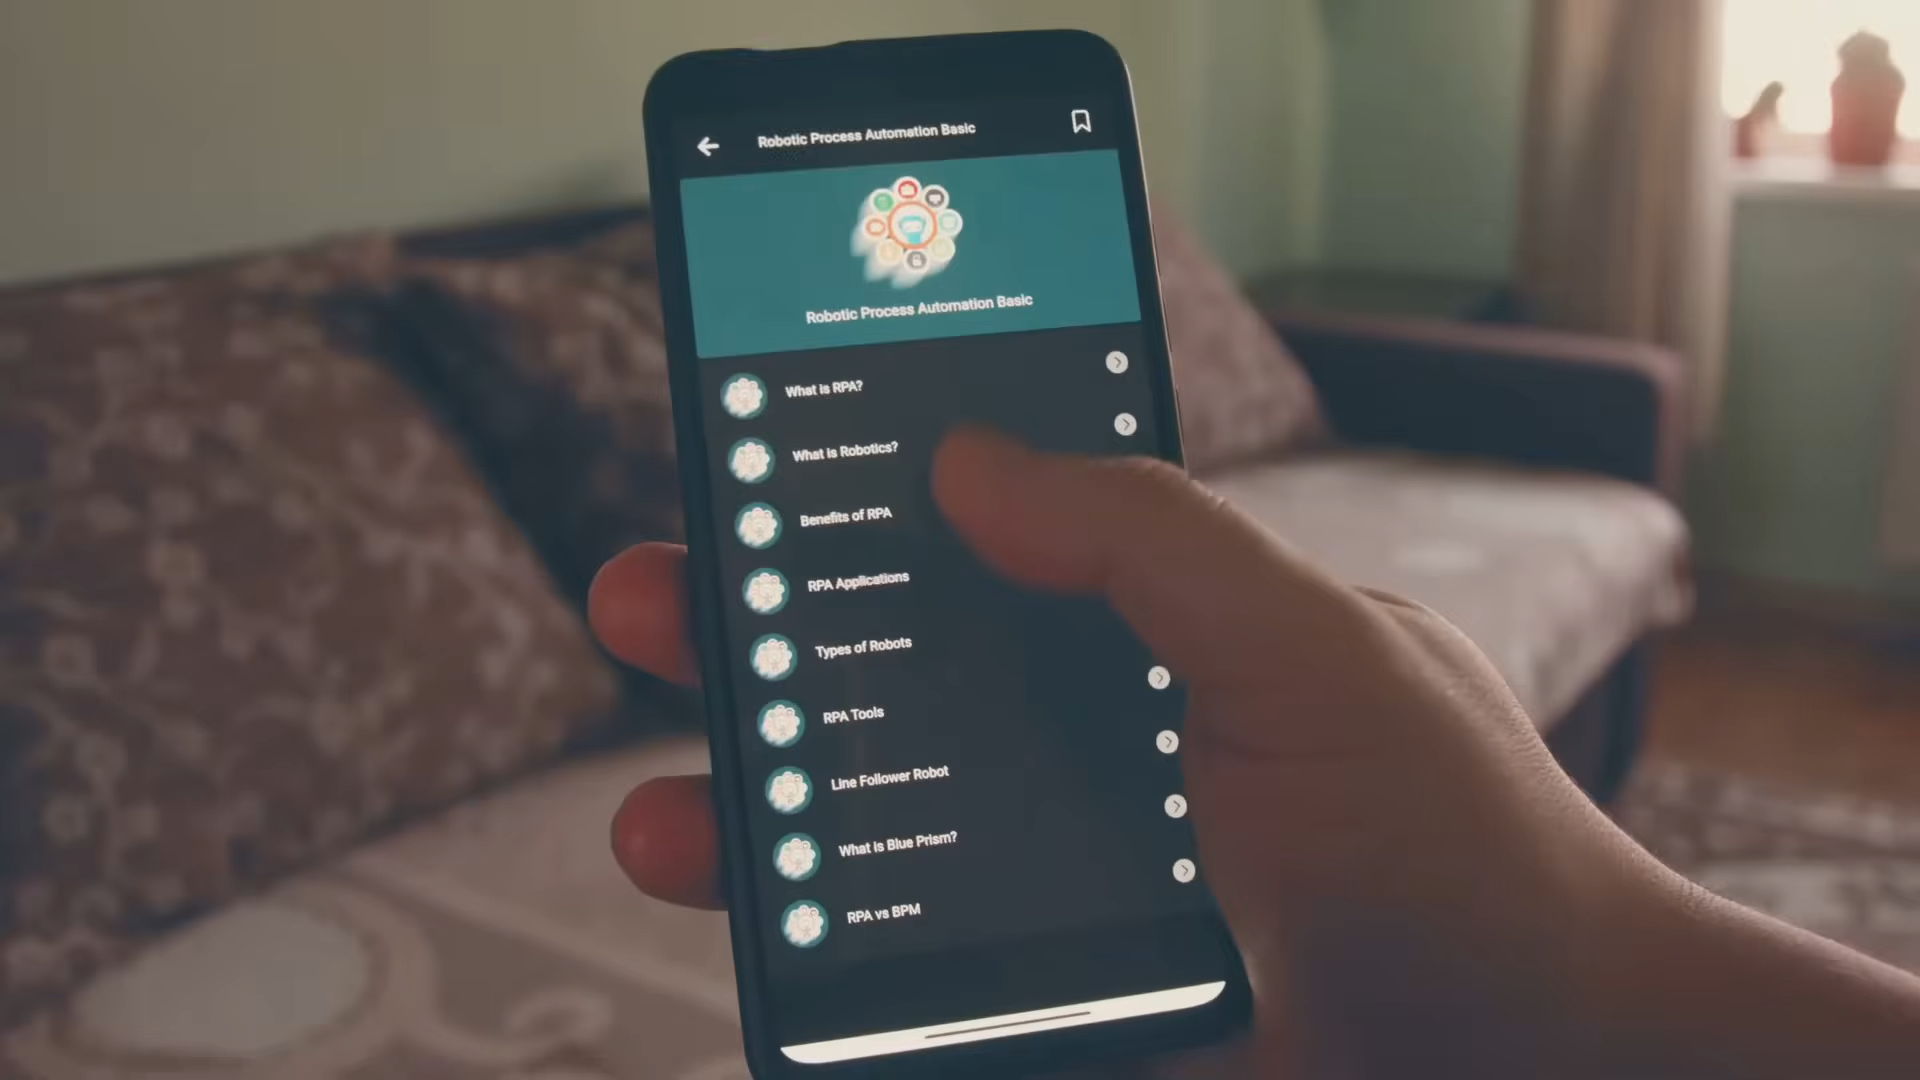 Robotic Process Automation Basic
Robotic Process Automation Basic
What is RPA?
What is Robotics?
Benefits of RPA
RPA Applications
Types of Robots
RPA Tools
Line Follower Robot
What is Blue Prism?
RPA vs BPM